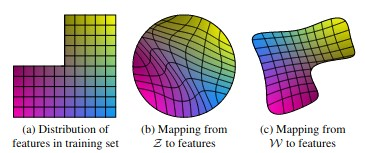 (a) Distribution of
features in training set
(b) Mapping from
𝒵 to features
(c) Mapping from
𝒲 to features